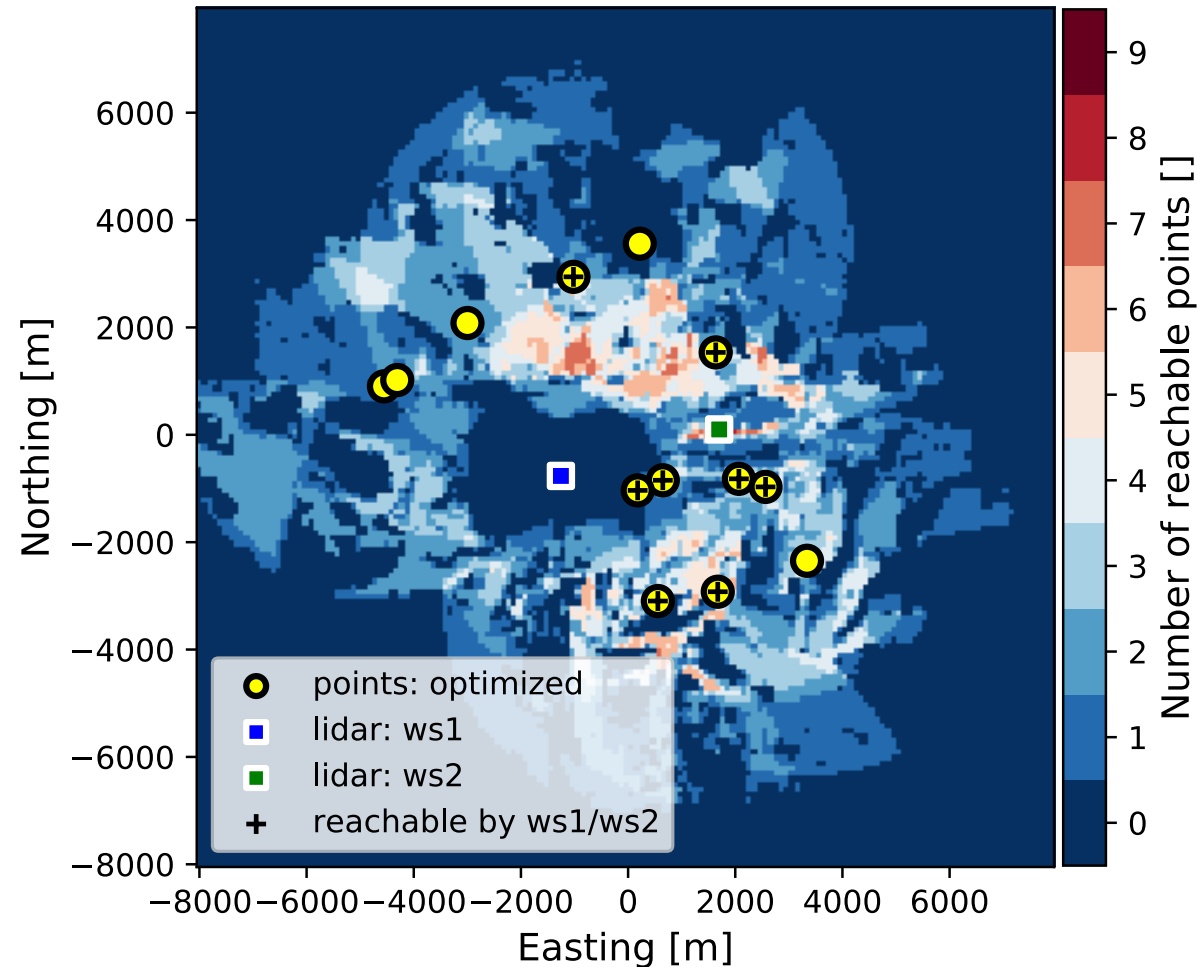 6000
4000
2000
0
−2000
−4000
−6000
−8000
Northing [m]
−8000 −6000 −4000 −2000 0 2000 4000 6000
Easting [m]
points: optimized
lidar: ws1
lidar: ws2
reachable by ws1/ws2
9
8
7
6
5
4
3
2
1
0
Number of reachable points []